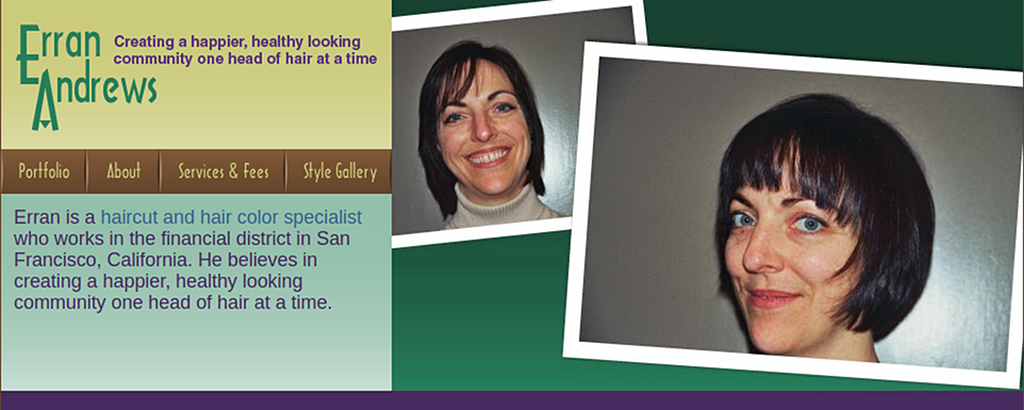 Erran
Andrews
Creating a happier, healthy looking
community one head of hair at a time
Portfolio
About
Services & Fees
Style Gallery
Erran is a haircut and hair color specialist
who works in the financial district in San
Francisco, California. He believes in
creating a happier, healthy looking
community one head of hair at a time.